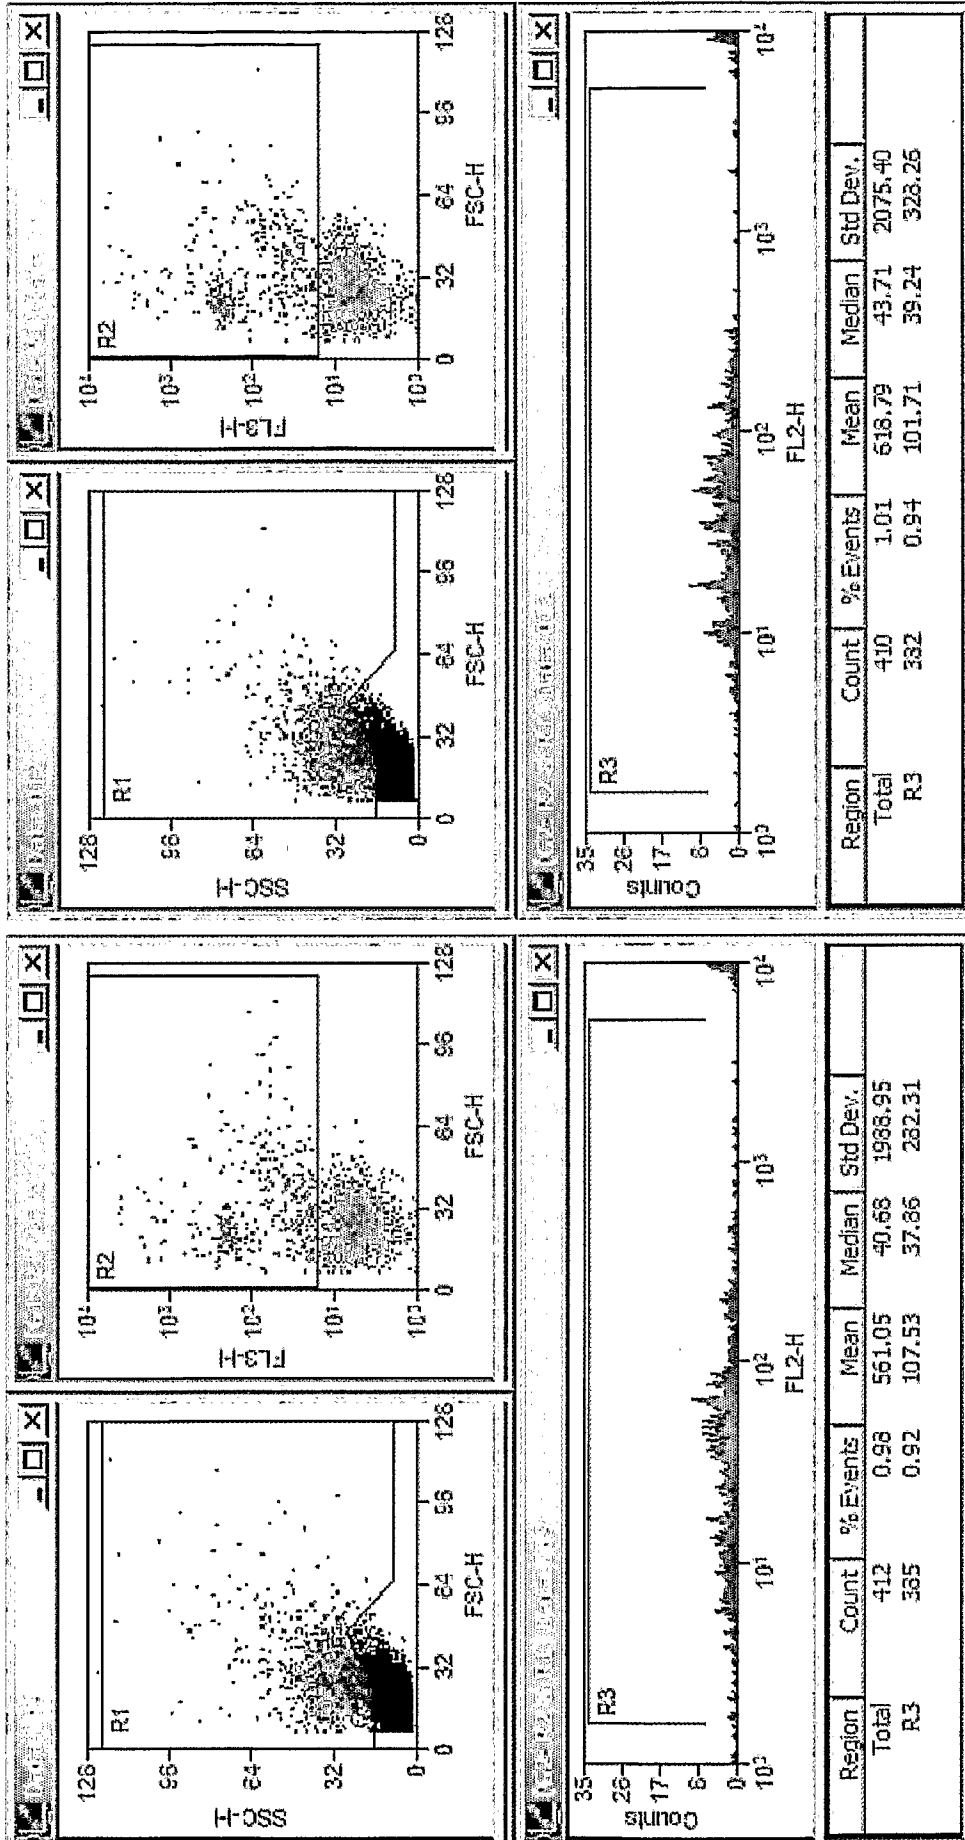 R1
128
96
64
32
0
SSC-H
0 32 64 96 128
FSC-H
R2
10⁴
10³
10²
10¹
10⁰
FL3-H
0 32 64 96 128
FSC-H
R3
35
26
17
8
0
Counts
10⁰ 10¹ 10² 10³ 10⁴
FL2-H
Region Count % Events Mean Median Std Dev.
Total 412 0.98 561.05 40.68 1988.95
R3 385 0.92 107.53 37.86 282.31
R1
128
96
64
32
0
SSC-H
0 32 64 96 128
FSC-H
R2
10⁴
10³
10²
10¹
10⁰
FL3-H
0 32 64 96 128
FSC-H
R3
35
26
17
8
0
Counts
10⁰ 10¹ 10² 10³ 10⁴
FL2-H
Region Count % Events Mean Median Std Dev.
Total 410 1.01 618.79 43.71 2075.40
R3 382 0.94 101.71 39.24 328.26